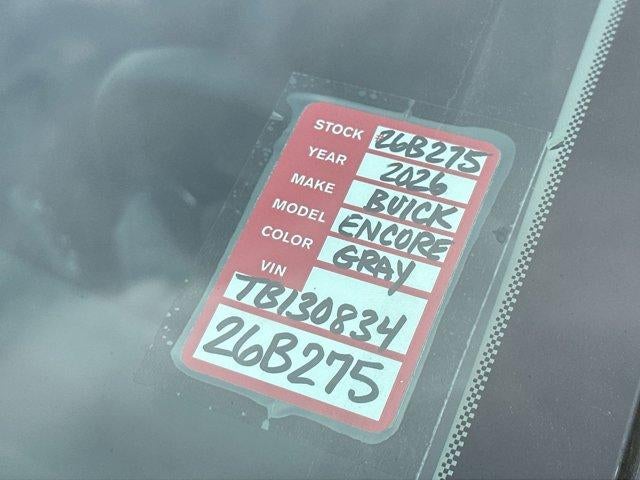 STOCK 26B275
YEAR 2026
MAKE BUICK
MODEL ENCORE
COLOR GRAY
VIN
TB130834
26B275